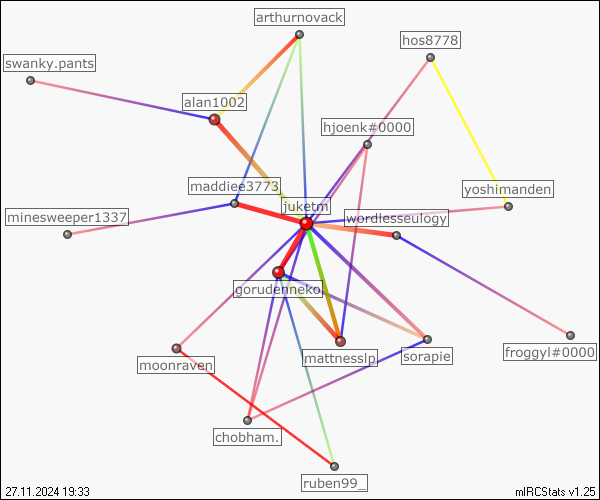 arthurnovack
hos8778
swanky.pants
alan1002
hjoenk#0000
maddiee3773
yoshimanden
juketm
minesweeper1337
wordlesseulogy
gorudenneko.
froggyl#0000
mattnesslp
sorapie
moonraven
chobham.
ruben99_
27.11.2024 19:33
mIRCStats v1.25